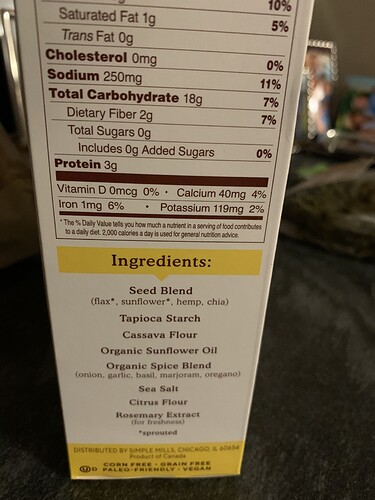 10%
Saturated Fat 1g 5%
Trans Fat 0g
Cholesterol 0mg 0%
Sodium 250mg 11%
Total Carbohydrate 18g 7%
Dietary Fiber 2g 7%
Total Sugars 0g
Includes 0g Added Sugars 0%
Protein 3g
Vitamin D 0mcg 0% • Calcium 40mg 4%
Iron 1mg 6% • Potassium 119mg 2%
* The % Daily Value tells you how much a nutrient in a serving of food contributes
to a daily diet. 2,000 calories a day is used for general nutrition advice.
Ingredients:
Seed Blend
(flax*, sunflower*, hemp, chia)
Tapioca Starch
Cassava Flour
Organic Sunflower Oil
Organic Spice Blend
(onion, garlic, basil, marjoram, oregano)
Sea Salt
Citrus Flour
Rosemary Extract
(for freshness)
*sprouted
DISTRIBUTED BY SIMPLE MILLS, CHICAGO, IL 60654
Product of Canada
CORN FREE • GRAIN FREE
U D PALEO-FRIENDLY • VEGAN